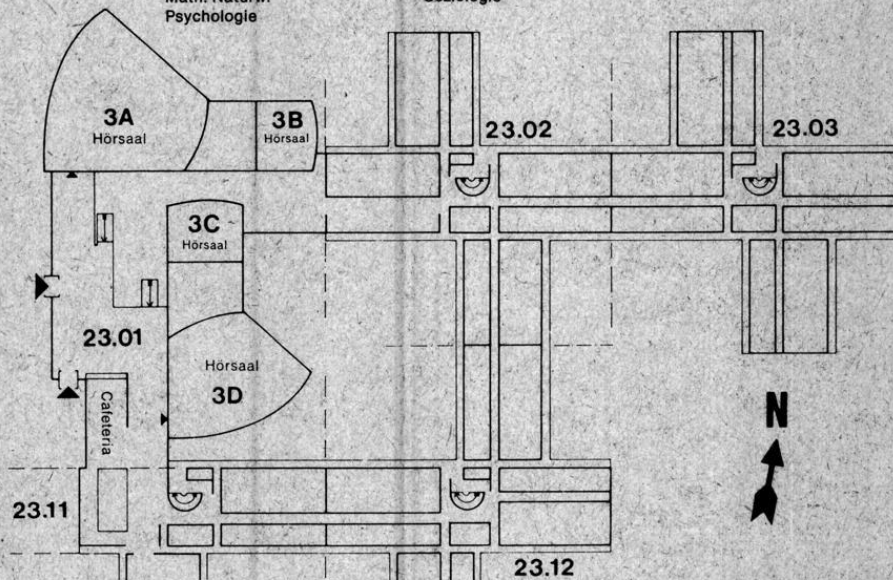 Psychologie
3A
Hörsaal
3B
Hörsaal
23.02
23.03
3C
Hörsaal
23.01
Hörsaal
3D
Cafeteria
N
23.11
23.12